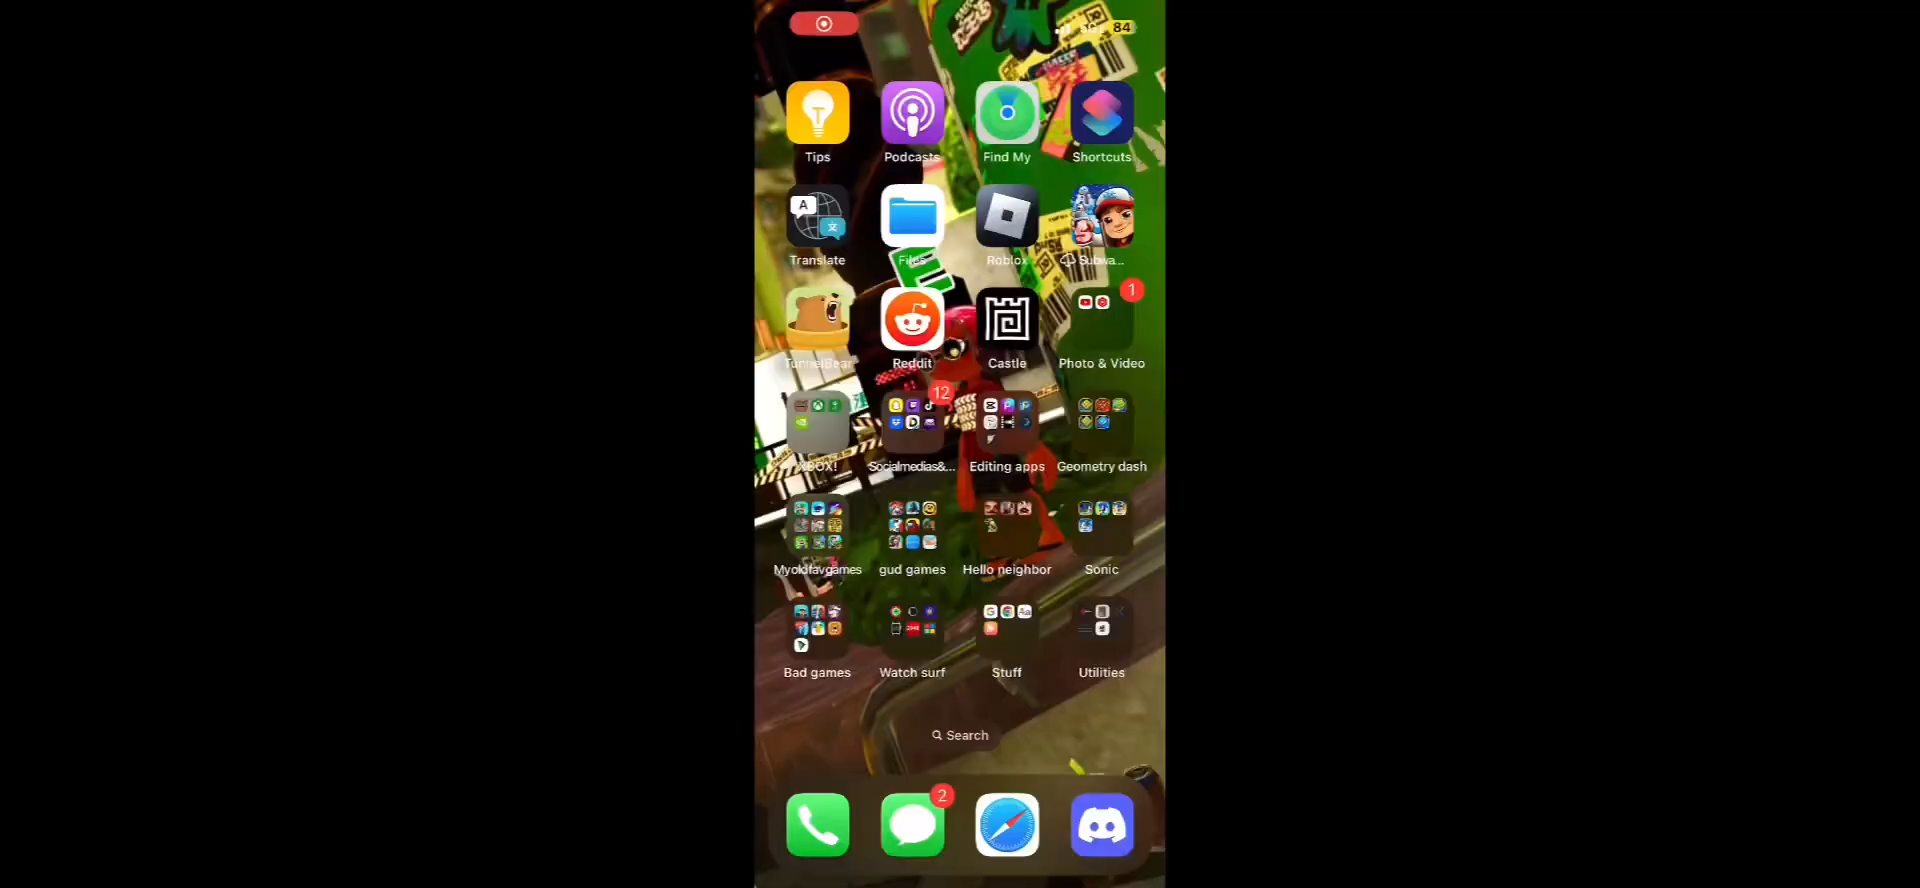 84
Tips Podcasts Find My Shortcuts
A
Translate Files Roblox Subwa...
1
TunnelBear Reddit Castle Photo & Video
12
XBOX! Socialmedias&... Editing apps Geometry dash
Myoldfavgames gud games Hello neighbor Sonic
Bad games Watch surf Stuff Utilities
Search
2